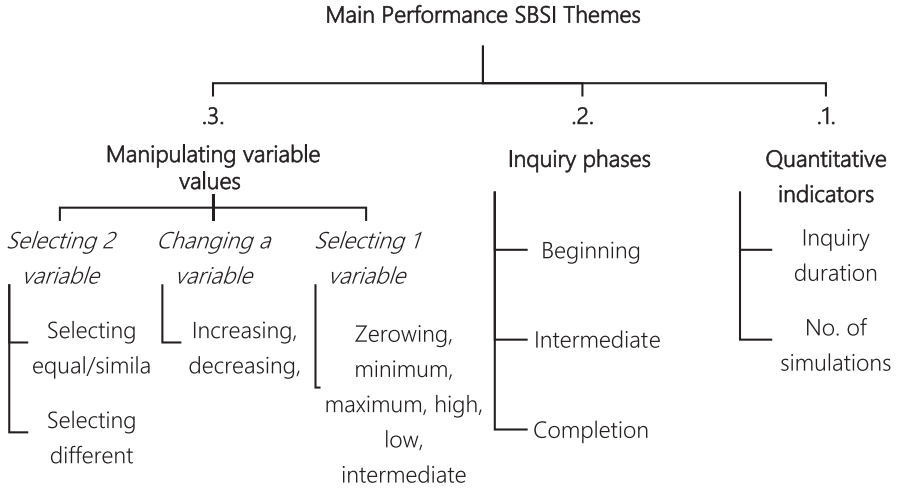 Main Performance SBSI Themes
.3.
Manipulating variable
values
Selecting 2
variable
Selecting
equal/simila
Selecting
different
Changing a
variable
Increasing,
decreasing,
Selecting 1
variable
Zerowing,
minimum,
maximum, high,
low,
intermediate
.2.
Inquiry phases
Beginning
Intermediate
Completion
.1.
Quantitative
indicators
Inquiry
duration
No. of
simulations